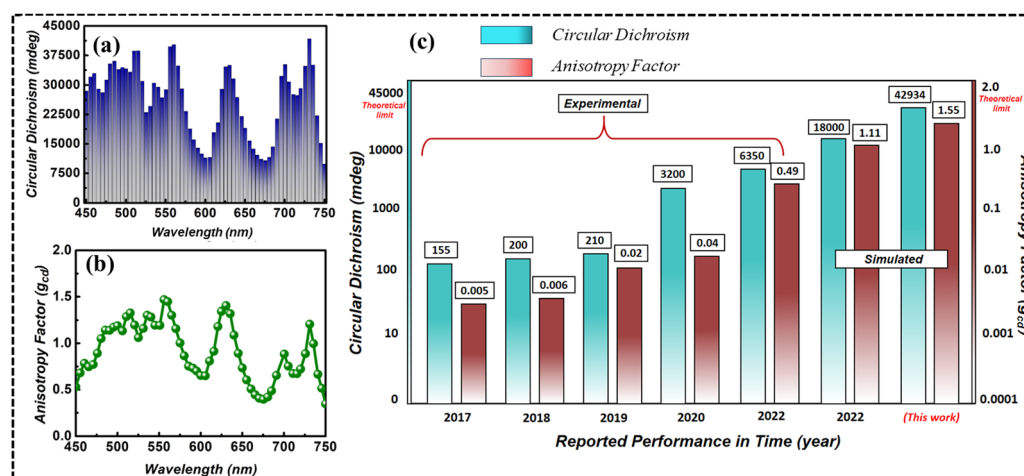 (a)
45000
37500
30000
22500
15000
7500
0
Circular Dichroism (mdeg)
450 500 550 600 650 700 750
Wavelength (nm)
(b)
2.0
1.5
1.0
0.5
0.0
Anisotropy Factor (gcd)
450 500 550 600 650 700 750
Wavelength (nm)
(c)
Circular Dichroism
Anisotropy Factor
45000
Theoretical
limit
10000
1000
100
10
0
Circular Dichroism (mdeg)
Experimental
155
0.005
200
0.006
210
0.02
3200
0.04
6350
0.49
18000
1.11
42934
1.55
Simulated
2.0
Theoretical
limit
1.0
0.1
0.01
0.001
0.0001
(gcd)
2017 2018 2019 2020 2022 2022 (This work)
Reported Performance in Time (year)